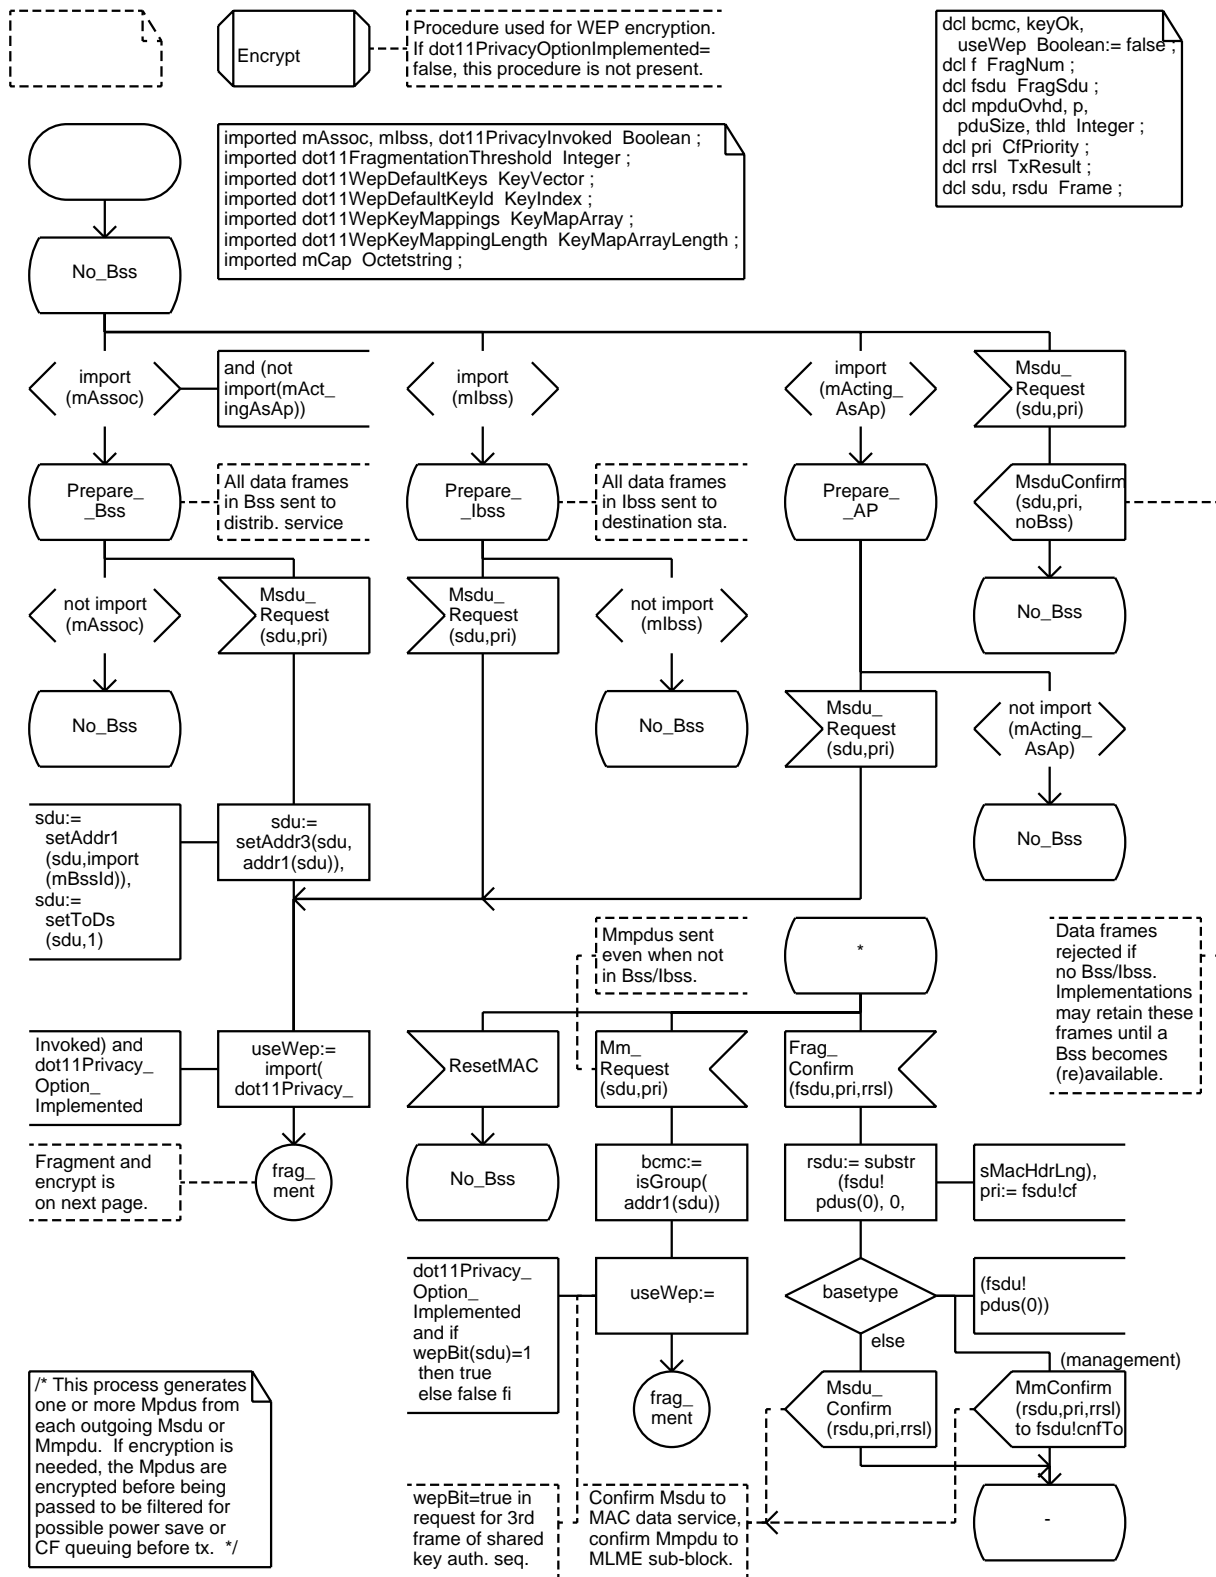 Encrypt
Procedure used for WEP encryption.
If dot11PrivacyOptionImplemented=
false, this procedure is not present.
dcl bcmc, keyOk,
useWep Boolean:= false ;
dcl f FragNum ;
dcl fsdu FragSdu ;
dcl mpduOvhd, p,
pduSize, thld Integer ;
dcl pri CfPriority ;
dcl rrsl TxResult ;
dcl sdu, rsdu Frame ;
imported mAssoc, mIbss, dot11PrivacyInvoked Boolean ;
imported dot11FragmentationThreshold Integer ;
imported dot11WepDefaultKeys KeyVector ;
imported dot11WepDefaultKeyId KeyIndex ;
imported dot11WepKeyMappings KeyMapArray ;
imported dot11WepKeyMappingLength KeyMapArrayLength ;
imported mCap Octetstring ;
No_Bss
import
(mAssoc)
and (not
import(mAct_
ingAsAp))
import
(mIbss)
import
(mActing_
AsAp)
Msdu_
Request
(sdu,pri)
Prepare_
_Bss
All data frames
in Bss sent to
distrib. service
Prepare_
_Ibss
All data frames
in Ibss sent to
destination sta.
Prepare_
_AP
MsduConfirm
(sdu,pri,
noBss)
not import
(mAssoc)
Msdu_
Request
(sdu,pri)
Msdu_
Request
(sdu,pri)
not import
(mIbss)
No_Bss
No_Bss
No_Bss
Msdu_
Request
(sdu,pri)
not import
(mActing_
AsAp)
No_Bss
sdu:=
setAddr1
(sdu,import
(mBssId)),
sdu:=
setToDs
(sdu,1)
sdu:=
setAddr3(sdu,
addr1(sdu)),
Mmpdus sent
even when not
in Bss/Ibss.
*
Data frames
rejected if
no Bss/Ibss.
Implementations
may retain these
frames until a
Bss becomes
(re)available.
Invoked) and
dot11Privacy_
Option_
Implemented
useWep:=
import(
dot11Privacy_
ResetMAC
Mm_
Request
(sdu,pri)
Frag_
Confirm
(fsdu,pri,rrsl)
Fragment and
encrypt is
on next page.
frag_
ment
No_Bss
bcmc:=
isGroup(
addr1(sdu))
rsdu:= substr
(fsdu!
pdus(0), 0,
sMacHdrLng),
pri:= fsdu!cf
dot11Privacy_
Option_
Implemented
and if
wepBit(sdu)=1
then true
else false fi
useWep:=
basetype
(fsdu!
pdus(0))
else
(management)
/* This process generates
one or more Mpdus from
each outgoing Msdu or
Mmpdu. If encryption is
needed, the Mpdus are
encrypted before being
passed to be filtered for
possible power save or
CF queuing before tx. */
frag_
ment
Msdu_
Confirm
(rsdu,pri,rrsl)
MmConfirm
(rsdu,pri,rrsl)
to fsdu!cnfTo
wepBit=true in
request for 3rd
frame of shared
key auth. seq.
Confirm Msdu to
MAC data service,
confirm Mmpdu to
MLME sub-block.
-